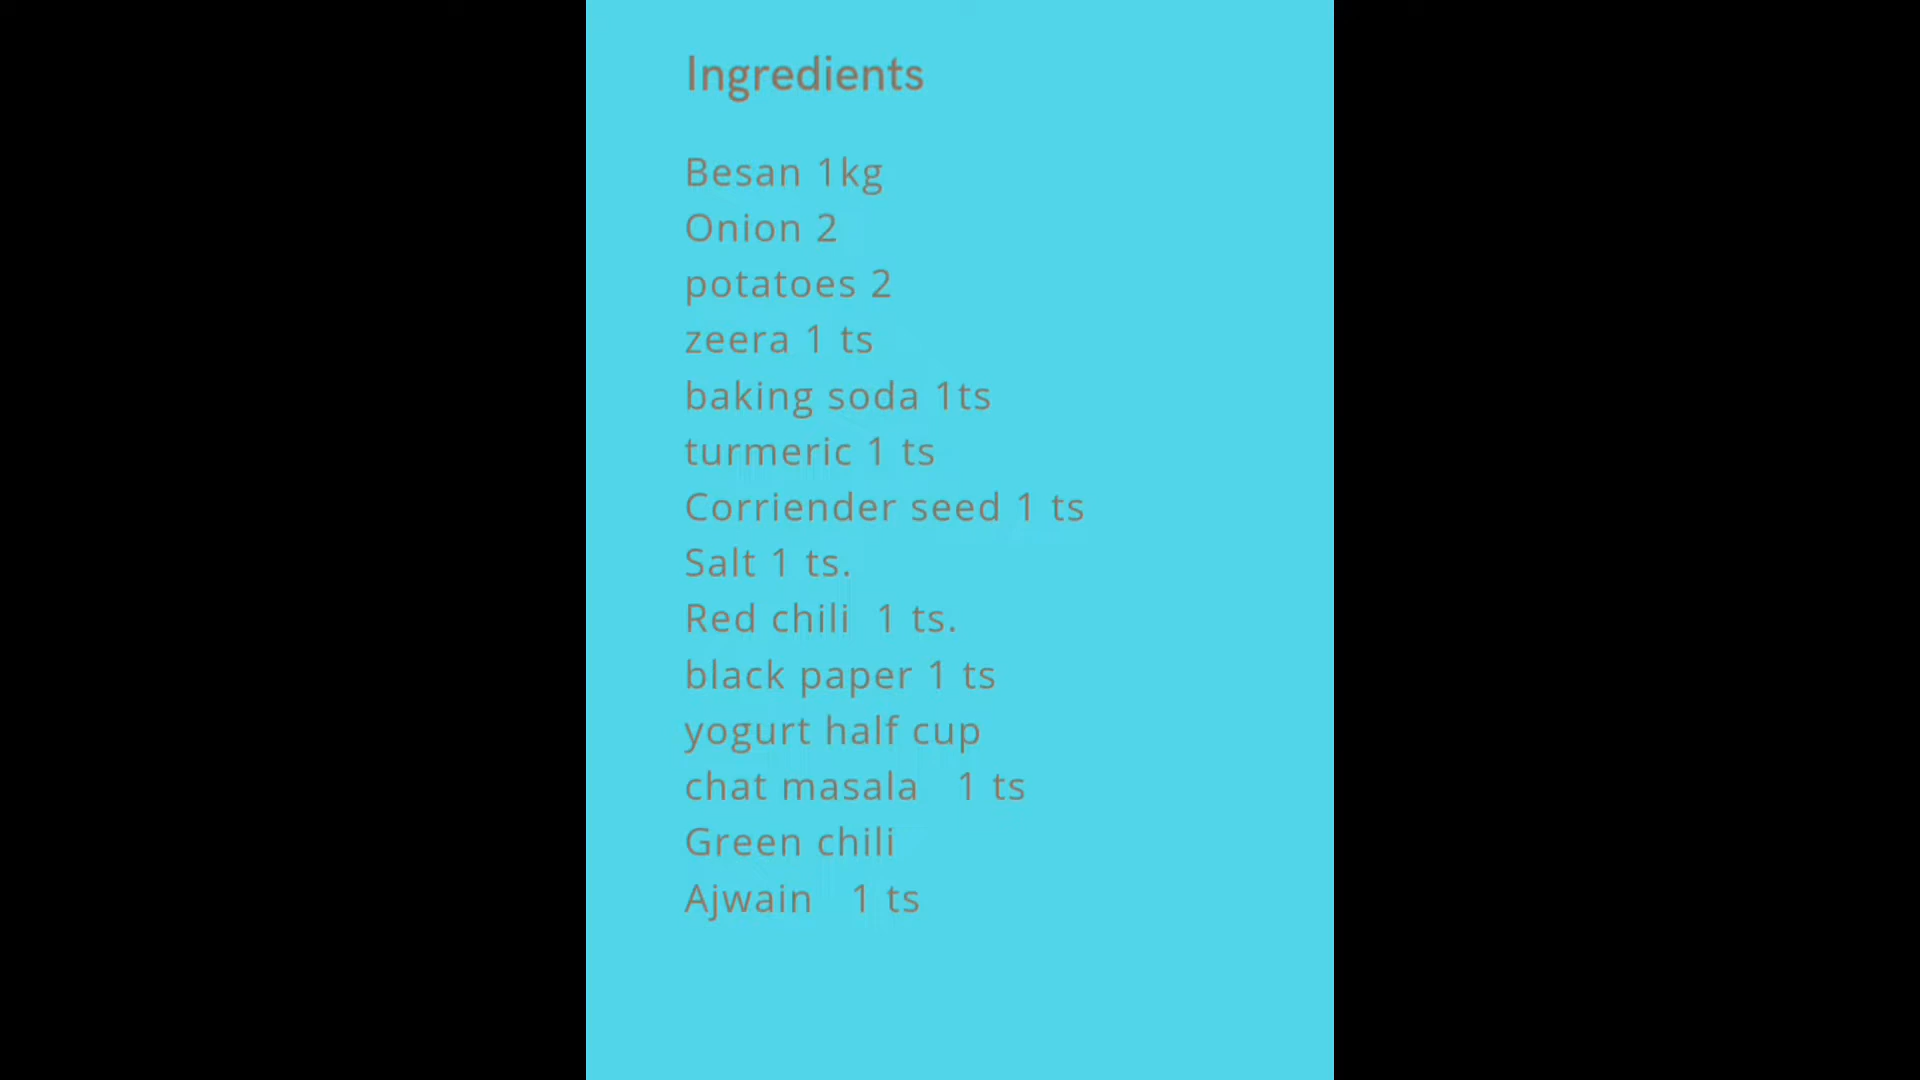 Ingredients
Besan 1kg
Onion 2
potatoes 2
zeera 1 ts
baking soda 1ts
turmeric 1 ts
Corriender seed 1 ts
Salt 1 ts.
Red chili  1 ts.
black paper 1 ts
yogurt half cup
chat masala   1 ts
Green chili
Ajwain   1 ts